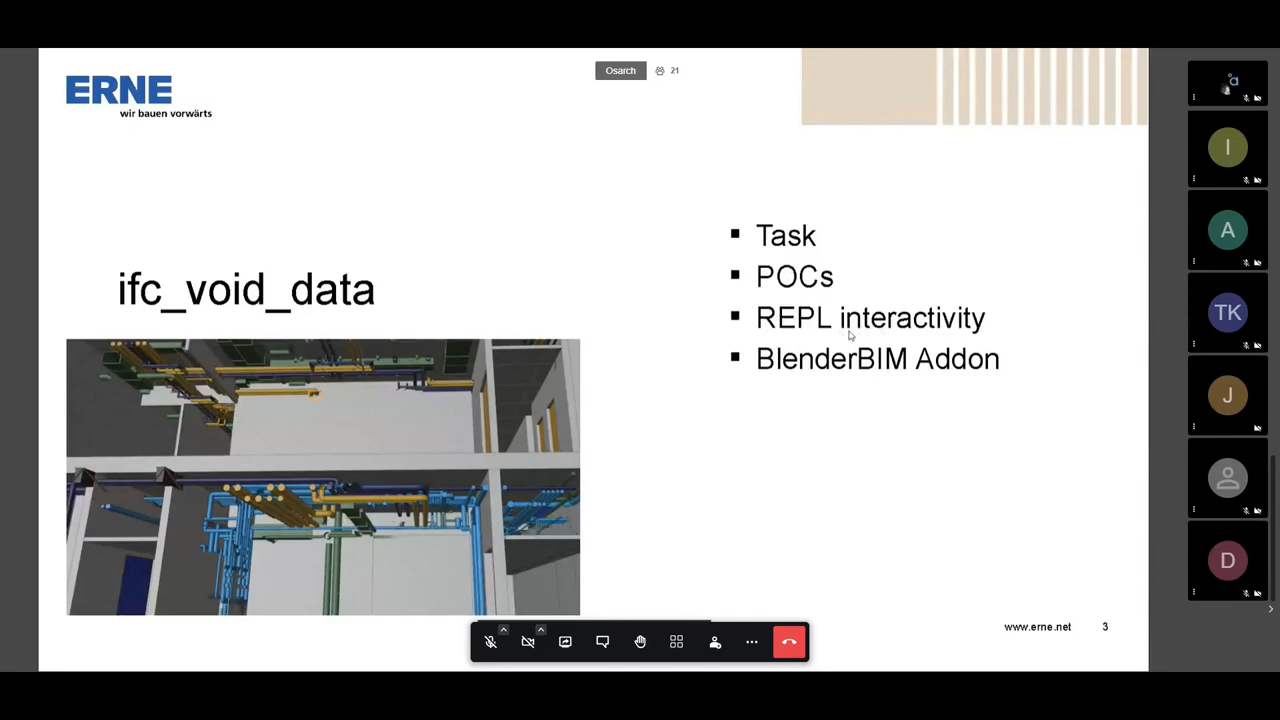 ERNE
wir bauen vorwärts
Osarch
21
ifc_void_data
Task
POCs
REPL interactivity
BlenderBIM Addon
www.erne.net
3
a
I
A
TK
J
D